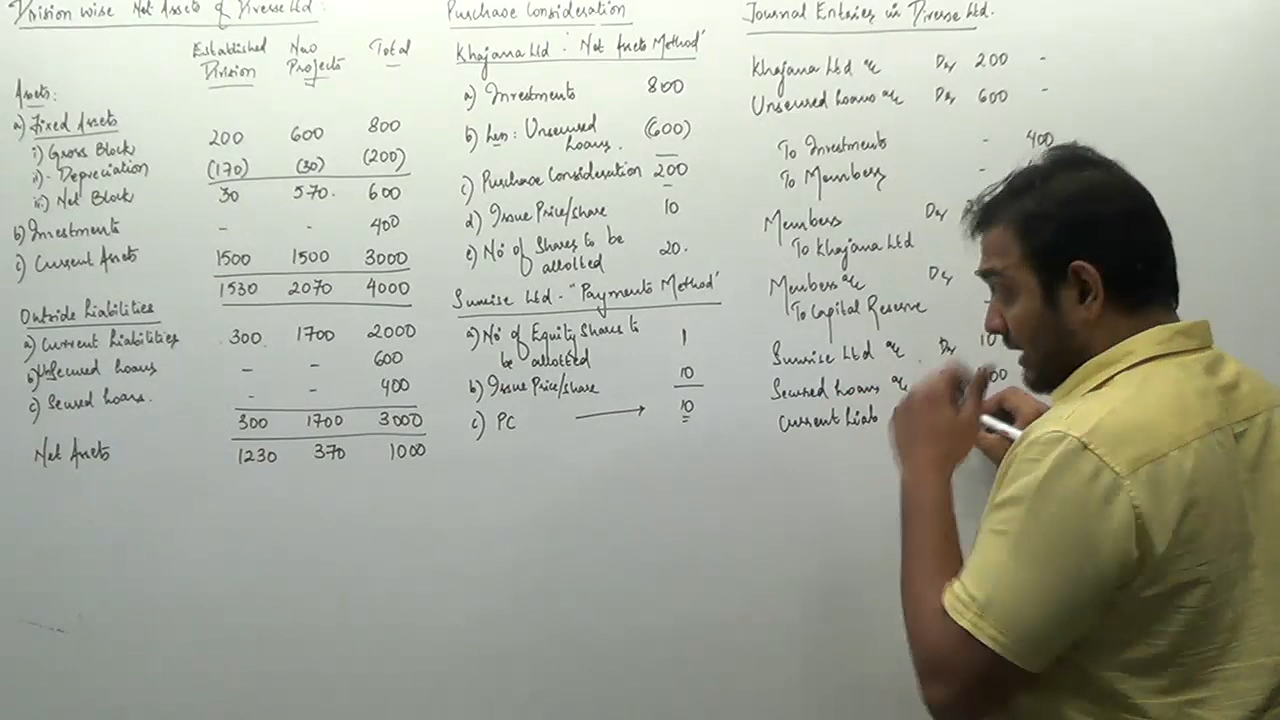 Division wise Net Assets of Diverse Ltd:
Established Division New Projects Total
Assets:
a) Fixed Assets
i) Gross Block 200 600 800
ii) Depreciation (170) (30) (200)
iii) Net Block 30 570 600
b) Investments - - 400
c) Current Assets 1500 1500 3000
1530 2070 4000
Outside Liabilities
a) Current Liabilities 300 1700 2000
b) UnSecured Loans - - 600
c) Secured Loans. - - 400
300 1700 3000
Net Assets 1230 370 1000
Purchase Consideration
Khajana Ltd - 'Net Assets Method'
a) Investments 800
b) Less: Unsecured Loans. (600)
c) Purchase Consideration 200
d) Issue Price/share 10
e) No of Shares to be allotted 20.
Sunrise Ltd - "Payments Method"
a) No of Equity Shares to be allotted 1
b) Issue Price/share 10
c) PC 10
Journal Entries in Diverse Ltd.
Khajana Ltd a/c Dr 200 -
Unsecured Loans a/c Dr 600 -
To Investments - 400
To Members -
Members Dr
To Khajana Ltd
Members a/c Dr
To Capital Reserve
Sunrise Ltd a/c Dr 10
Secured Loans a/c
Current Liab